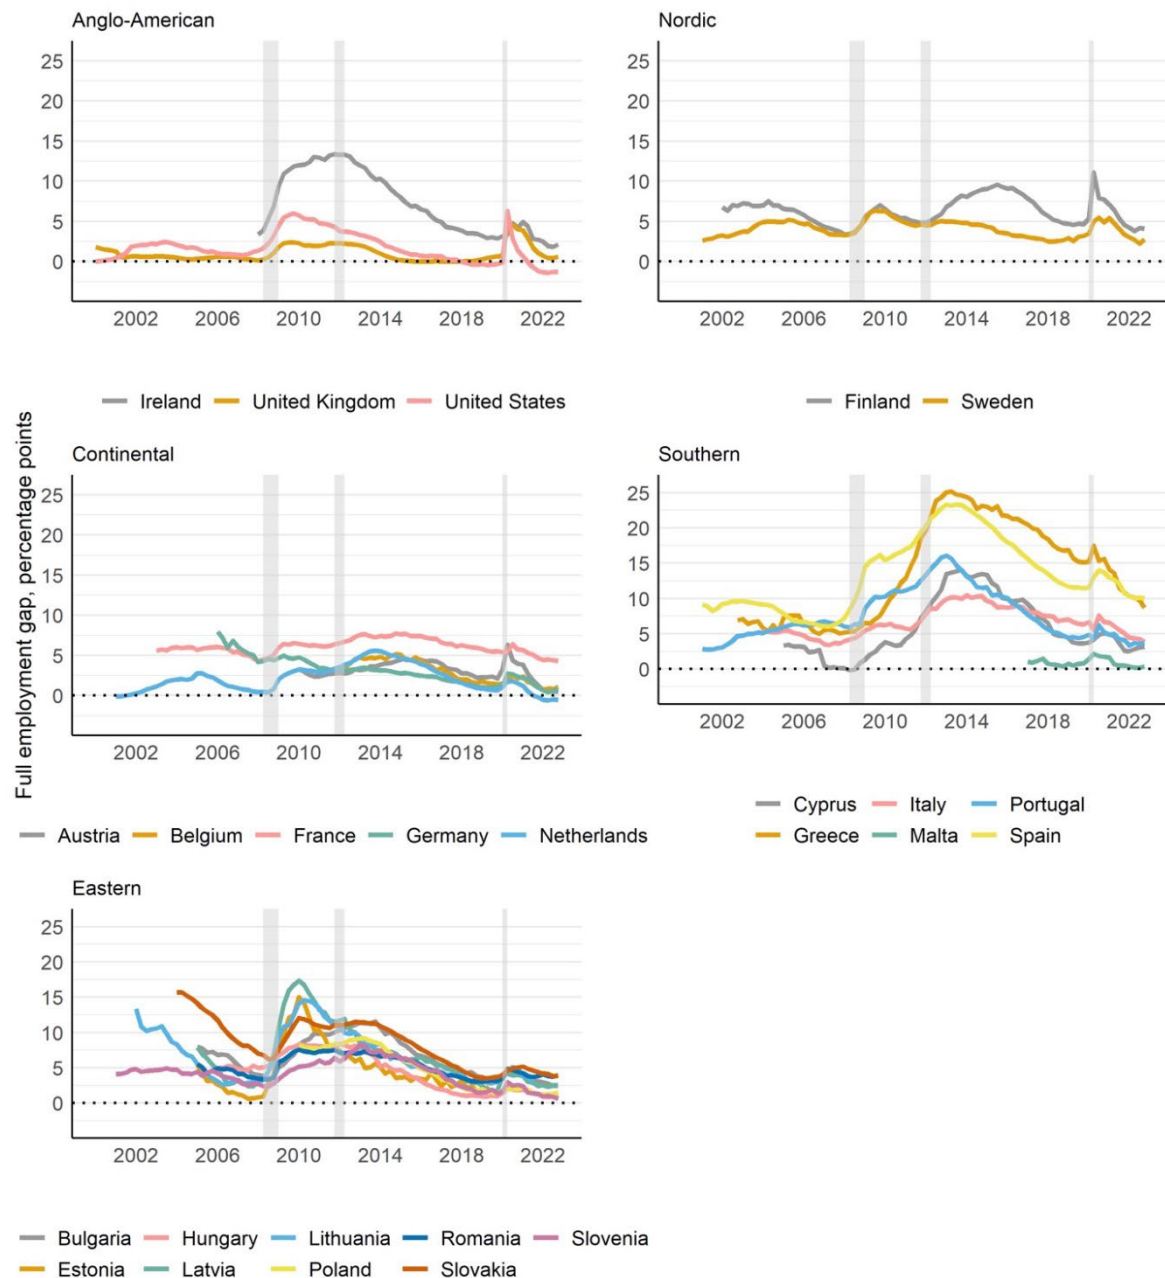 Anglo-American
25
20
15
10
5
0
2002 2006 2010 2014 2018 2022
Ireland United Kingdom United States
Nordic
25
20
15
10
5
0
2002 2006 2010 2014 2018 2022
Finland Sweden
Full employment gap, percentage points
Continental
25
20
15
10
5
0
2002 2006 2010 2014 2018 2022
Austria Belgium France Germany Netherlands
Southern
25
20
15
10
5
0
2002 2006 2010 2014 2018 2022
Cyprus Italy Portugal
Greece Malta Spain
Eastern
25
20
15
10
5
0
2002 2006 2010 2014 2018 2022
Bulgaria Hungary Lithuania Romania Slovenia
Estonia Latvia Poland Slovakia